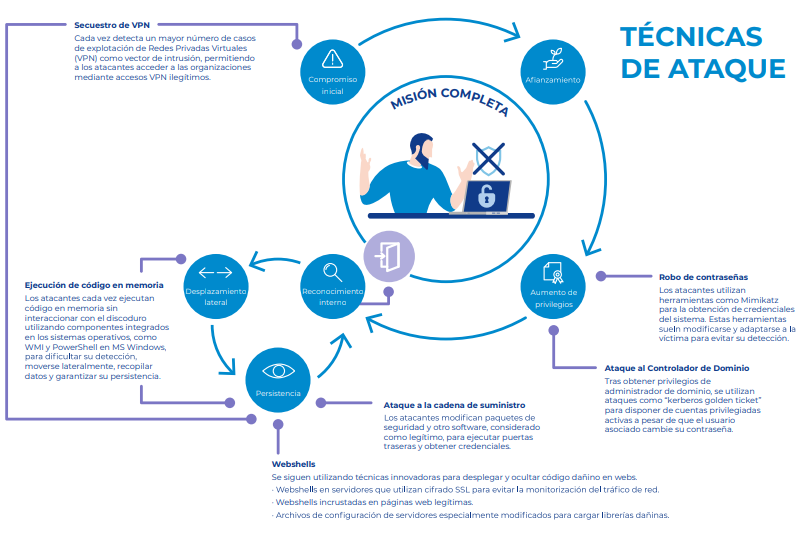 TÉCNICAS
DE ATAQUE
Secuestro de VPN
Cada vez detecta un mayor número de casos
de explotación de Redes Privadas Virtuales
(VPN) como vector de intrusión, permitiendo
a los atacantes acceder a las organizaciones
mediante accesos VPN ilegítimos.
Compromiso
inicial
Afianzamiento
MISIÓN COMPLETA
Ejecución de código en memoria
Los atacantes cada vez ejecutan
código en memoria sin
interaccion con el discoduro
utilizando componentes integrados
en los sistemas operativos, como
WMI y PowerShell en MS Windows,
para dificultar su detección,
moverse lateralmente, recopilar
datos y garantizar su persistencia.
Desplazamiento
lateral
Reconocimiento
interno
Aumento de
privilegios
Robo de contraseñas
Los atacantes utilizan
herramientas como Mimikatz
para la obtención de credenciales
del sistema. Estas herramientas
sueln modificarse y adaptarse a la
víctima para evitar su detección.
Persistencia
Ataque al Controlador de Dominio
Tras obtener privilegios de
administrador de dominio, se utilizan
ataques como “kerberos golden ticket”
para disponer de cuentas privilegiadas
activas a pesar de que el usuario
asociado cambie su contraseña.
Ataque a la cadena de suministro
Los atacantes modifican paquetes de
seguridad y otro software, considerado
como legítimo, para ejecutar puertas
traseras y obtener credenciales.
Webshells
Se siguen utilizando técnicas innovadoras para desplegar y ocultar código dañino en webs.
· Webshells en servidores que utilizan cifrado SSL para evitar la monitorización del tráfico de red.
· Webshells incrustadas en páginas web legítimas.
· Archivos de configuración de servidores especialmente modificados para cargar librerías dañinas.